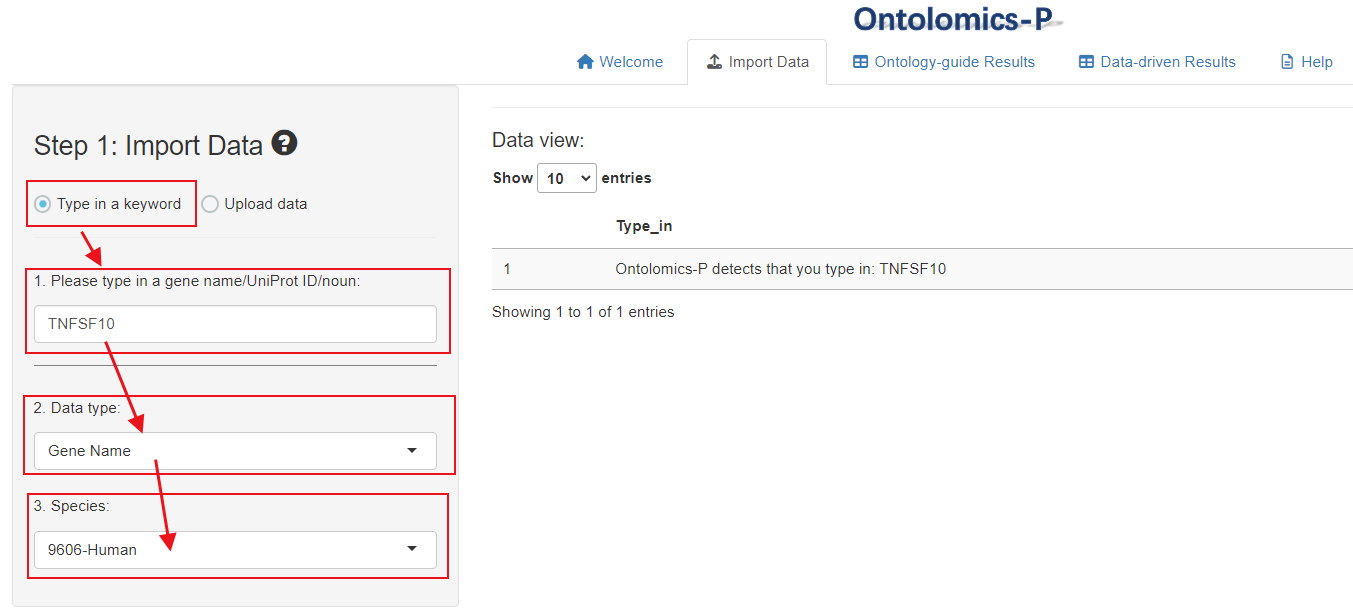 Ontolomics-P
Welcome
Import Data
Ontology-guide Results
Data-driven Results
Help
Step 1: Import Data ?
Type in a keyword
Upload data
1. Please type in a gene name/UniProt ID/noun:
TNFSF10
2. Data type:
Gene Name
3. Species:
9606-Human
Data view:
Show 10 entries
Type_in
1 Ontolomics-P detects that you type in: TNFSF10
Showing 1 to 1 of 1 entries